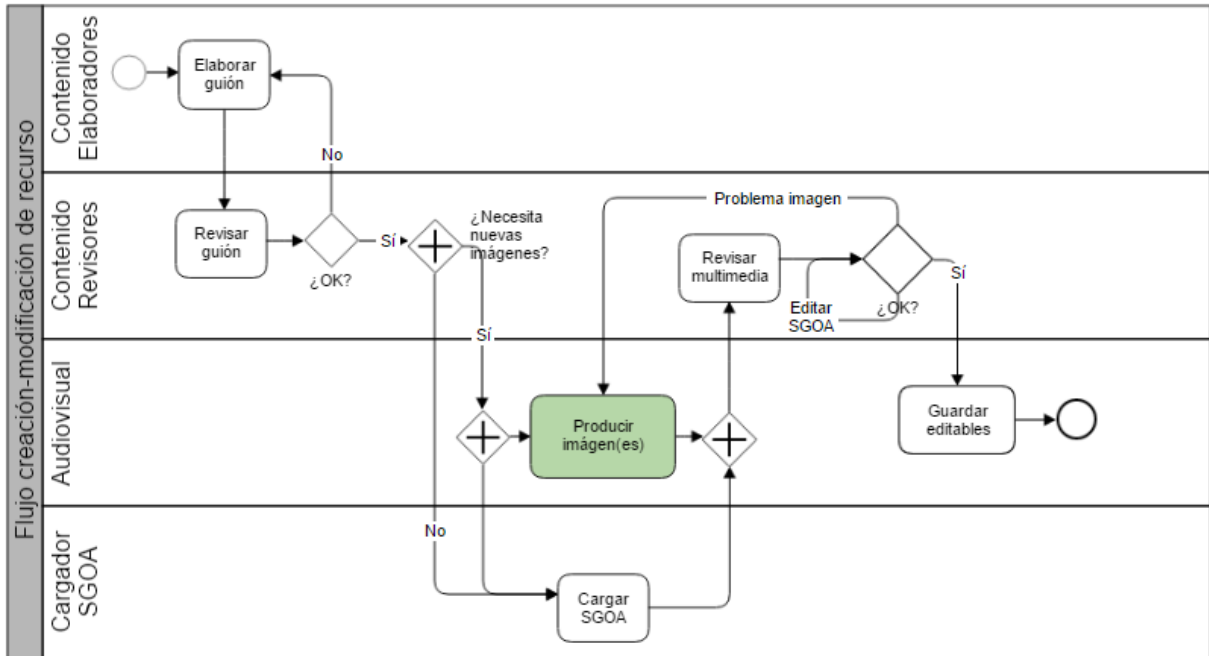 Flujo creación-modificación de recurso
Contenido
Elaboradores
Elaborar
guión
No
Contenido
Revisores
Revisar
guión
¿OK?
Sí
¿Necesita
nuevas
imágenes?
Sí
Revisar
multimedia
Problema imagen
Editar
SGOA
¿OK?
Sí
Audiovisual
Producir
imágen(es)
Guardar
editables
Cargador
SGOA
No
Cargar
SGOA